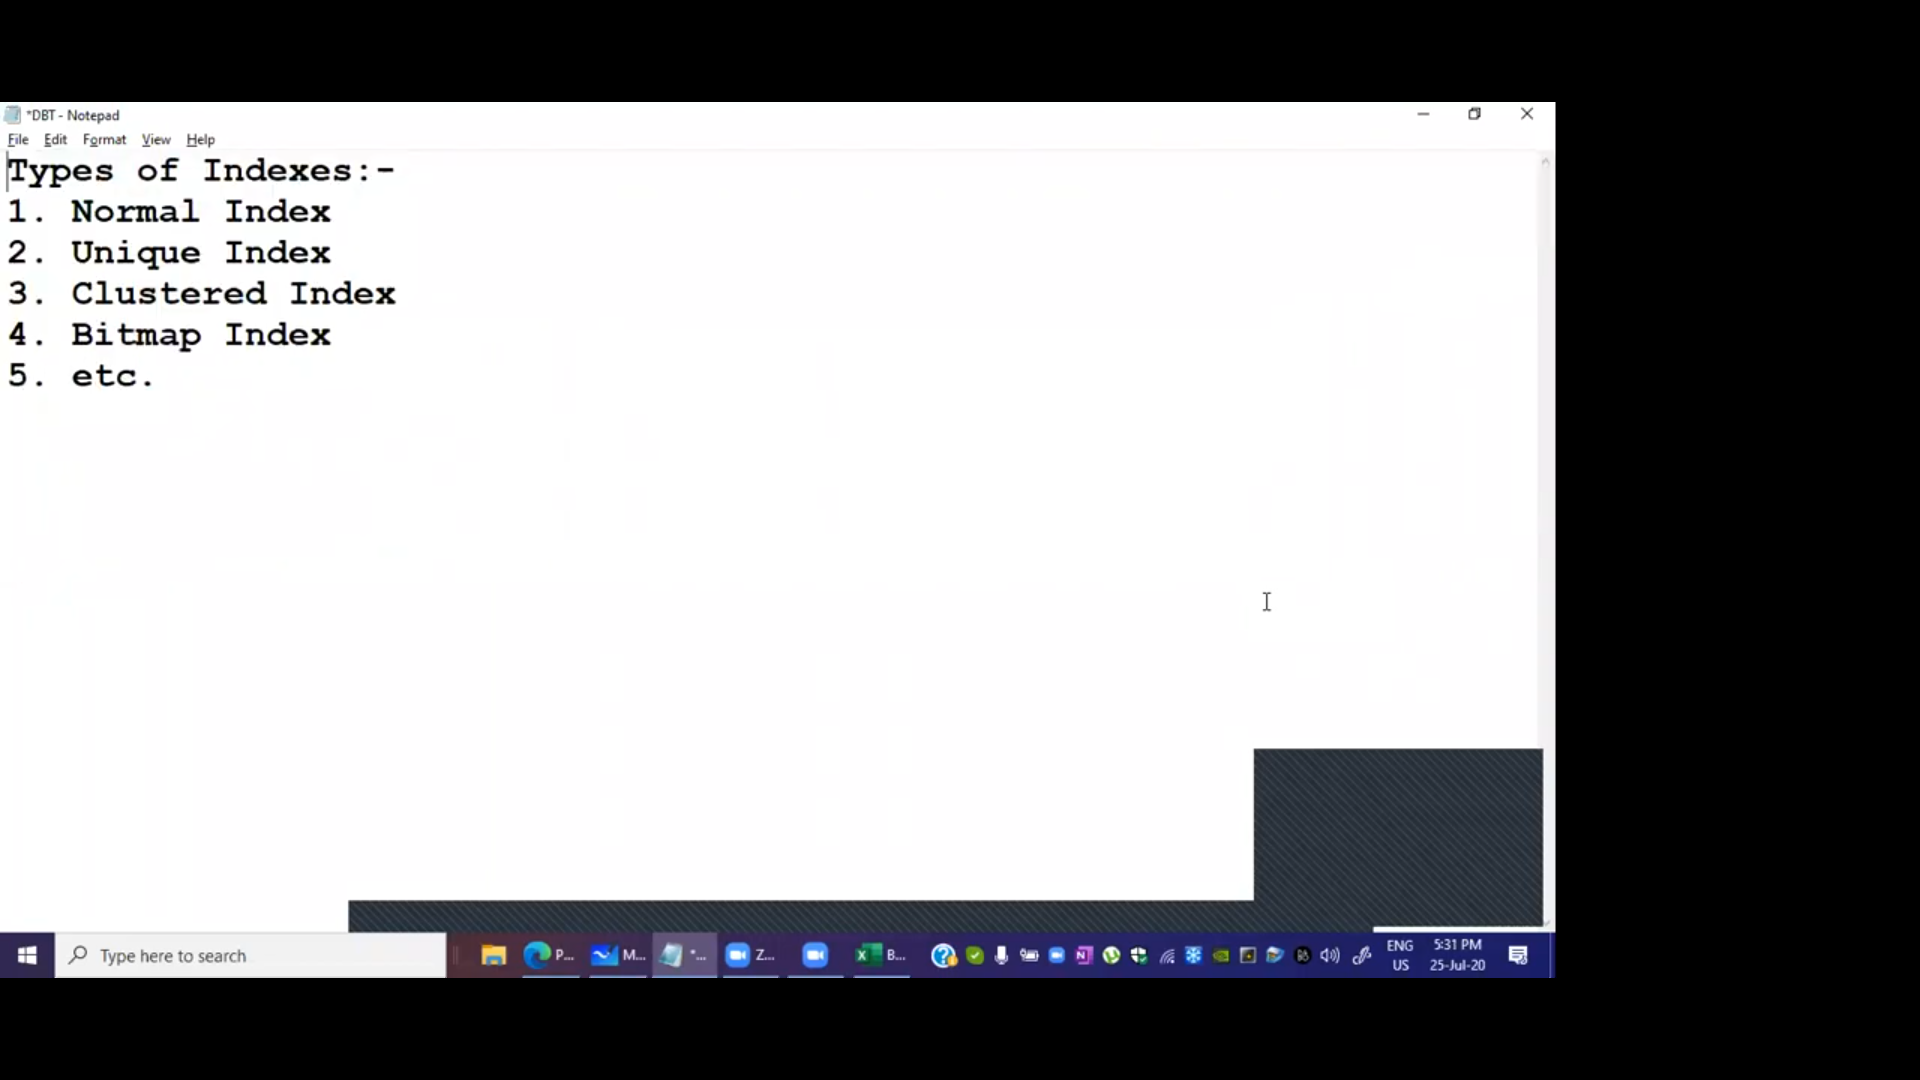 *DBT - Notepad
File Edit Format View Help
Types of Indexes:-
1. Normal Index
2. Unique Index
3. Clustered Index
4. Bitmap Index
5. etc.
Type here to search
P...
M...
*...
Z...
B...
ENG
US
5:31 PM
25-Jul-20